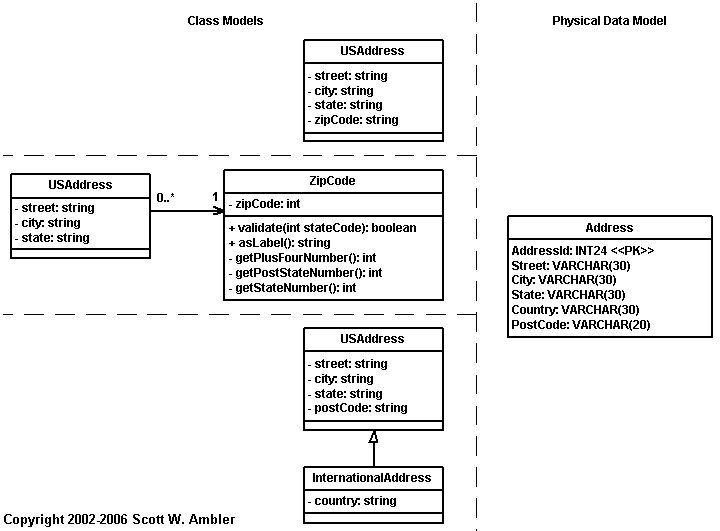 Class Models
Physical Data Model
USAddress
- street: string
- city: string
- state: string
- zipCode: string
USAddress
- street: string
- city: string
- state: string
0..*
1
ZipCode
- zipCode: int
+ validate(int stateCode): boolean
+ asLabel(): string
- getPlusFourNumber(): int
- getPostStateNumber(): int
- getStateNumber(): int
Address
AddressId: INT24 <<PK>>
Street: VARCHAR(30)
City: VARCHAR(30)
State: VARCHAR(30)
Country: VARCHAR(30)
PostCode: VARCHAR(20)
USAddress
- street: string
- city: string
- state: string
- postCode: string
InternationalAddress
- country: string
Copyright 2002-2006 Scott W. Ambler